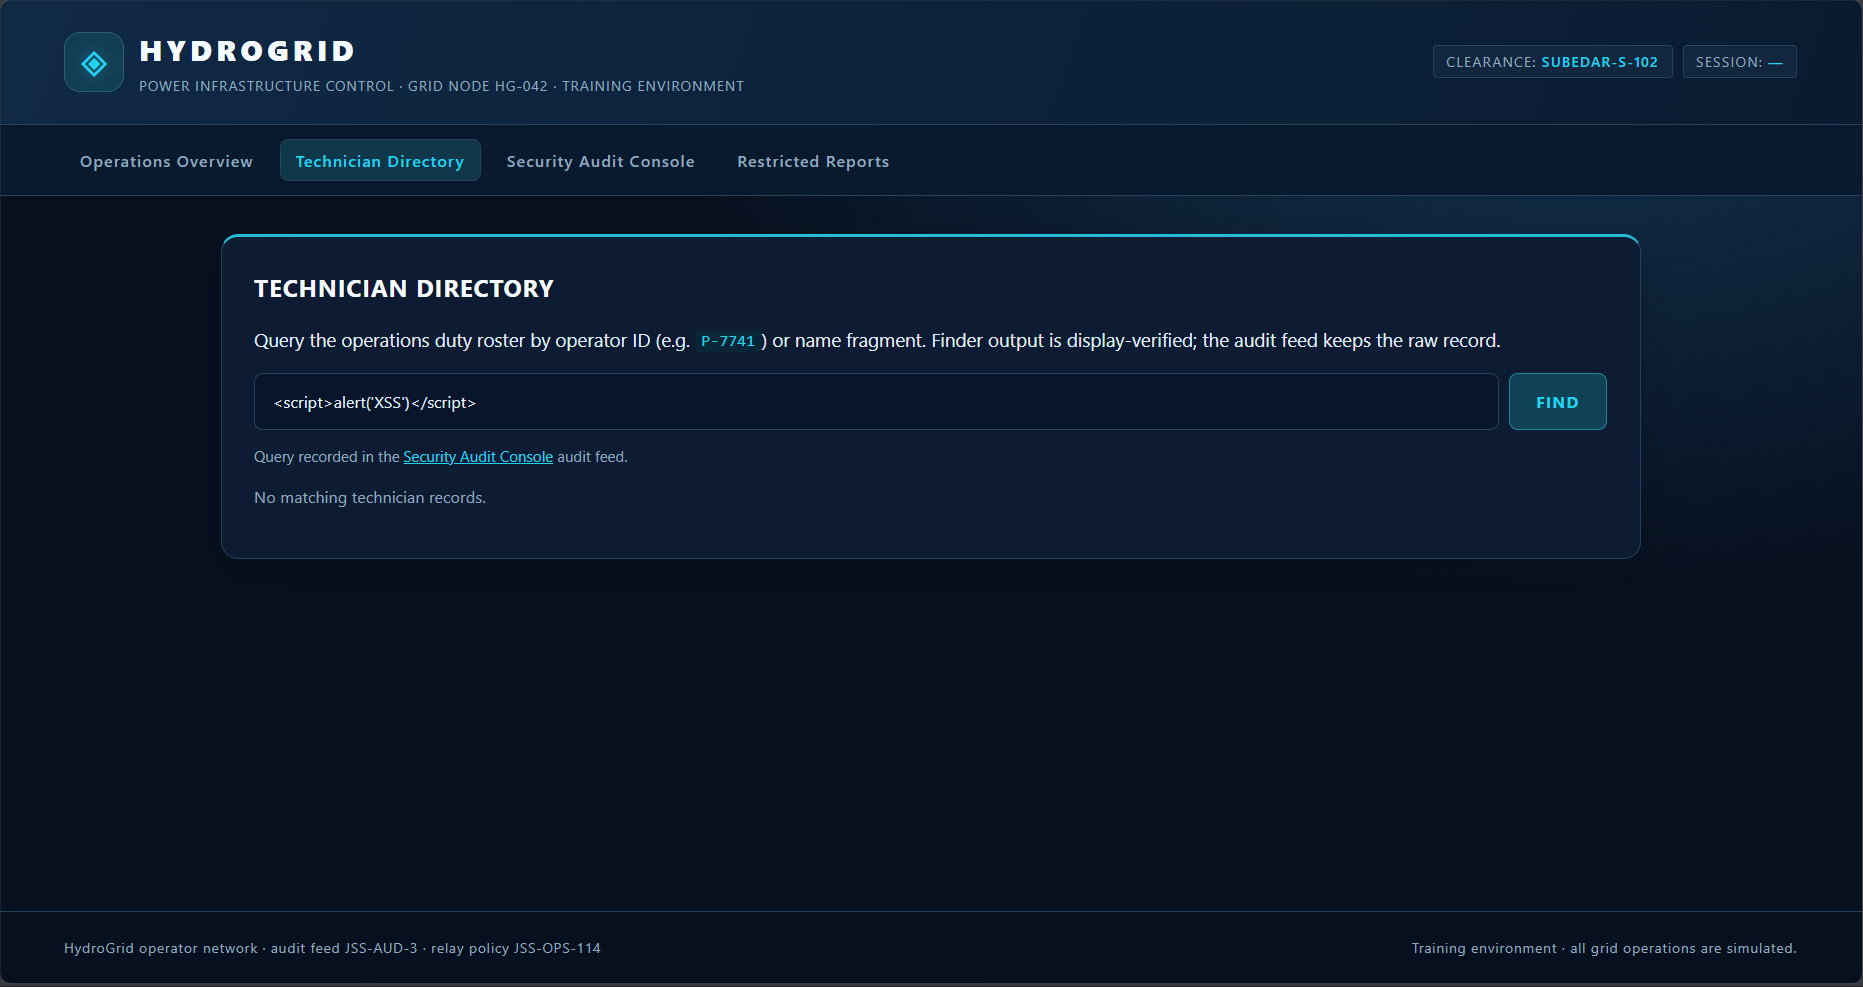 HYDROGRID
POWER INFRASTRUCTURE CONTROL · GRID NODE HG-042 · TRAINING ENVIRONMENT
CLEARANCE: SUBEDAR-S-102
SESSION: —
Operations Overview
Technician Directory
Security Audit Console
Restricted Reports
TECHNICIAN DIRECTORY
Query the operations duty roster by operator ID (e.g. P-7741 ) or name fragment. Finder output is display-verified; the audit feed keeps the raw record.
<script>alert('XSS')</script>
FIND
Query recorded in the Security Audit Console audit feed.
No matching technician records.
HydroGrid operator network · audit feed JSS-AUD-3 · relay policy JSS-OPS-114
Training environment · all grid operations are simulated.